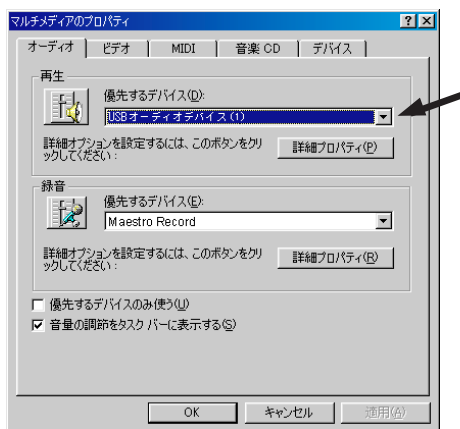 マルチメディアのプロパティ
オーディオ ビデオ MIDI 音楽 CD デバイス
再生
優先するデバイス(D):
USBオーディオデバイス (1)
詳細オプションを設定するには、このボタンをクリ
ックしてください :
詳細プロパティ(P)
録音
優先するデバイス(E):
Maestro Record
詳細オプションを設定するには、このボタンをクリ
ックしてください :
詳細プロパティ(R)
優先するデバイスのみ使う(U)
音量の調節をタスク バーに表示する(S)
OK キャンセル 適用(A)